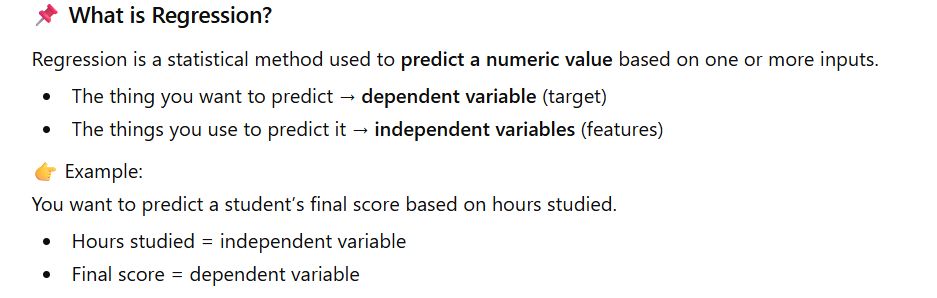 📌 What is Regression?
Regression is a statistical method used to predict a numeric value based on one or more inputs.
• The thing you want to predict → dependent variable (target)
• The things you use to predict it → independent variables (features)
👉 Example:
You want to predict a student’s final score based on hours studied.
• Hours studied = independent variable
• Final score = dependent variable